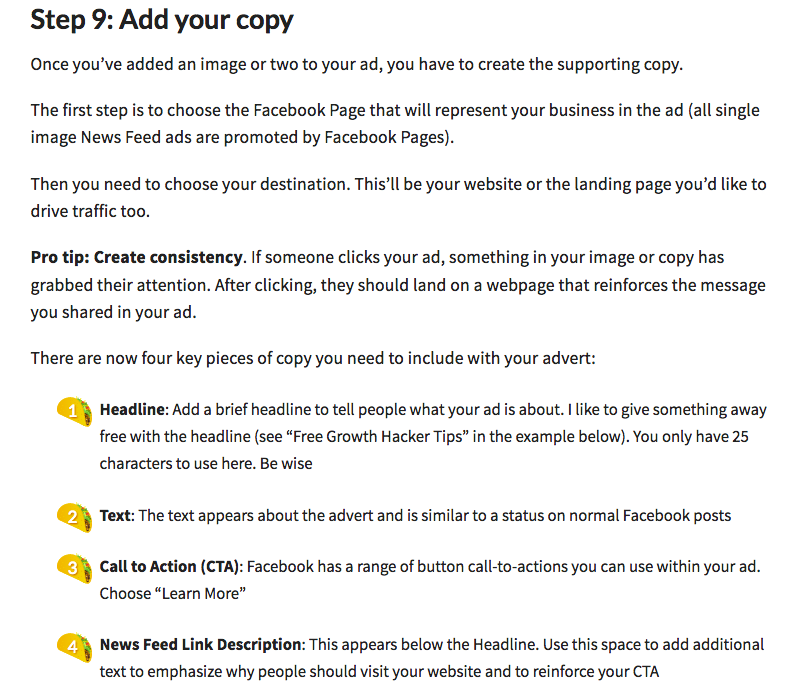 Step 9: Add your copy
Once you’ve added an image or two to your ad, you have to create the supporting copy.
The first step is to choose the Facebook Page that will represent your business in the ad (all single
image News Feed ads are promoted by Facebook Pages).
Then you need to choose your destination. This’ll be your website or the landing page you’d like to
drive traffic too.
Pro tip: Create consistency. If someone clicks your ad, something in your image or copy has
grabbed their attention. After clicking, they should land on a webpage that reinforces the message
you shared in your ad.
There are now four key pieces of copy you need to include with your advert:
1 Headline: Add a brief headline to tell people what your ad is about. I like to give something away
free with the headline (see “Free Growth Hacker Tips” in the example below). You only have 25
characters to use here. Be wise
2 Text: The text appears about the advert and is similar to a status on normal Facebook posts
3 Call to Action (CTA): Facebook has a range of button call-to-actions you can use within your ad.
Choose “Learn More”
4 News Feed Link Description: This appears below the Headline. Use this space to add additional
text to emphasize why people should visit your website and to reinforce your CTA